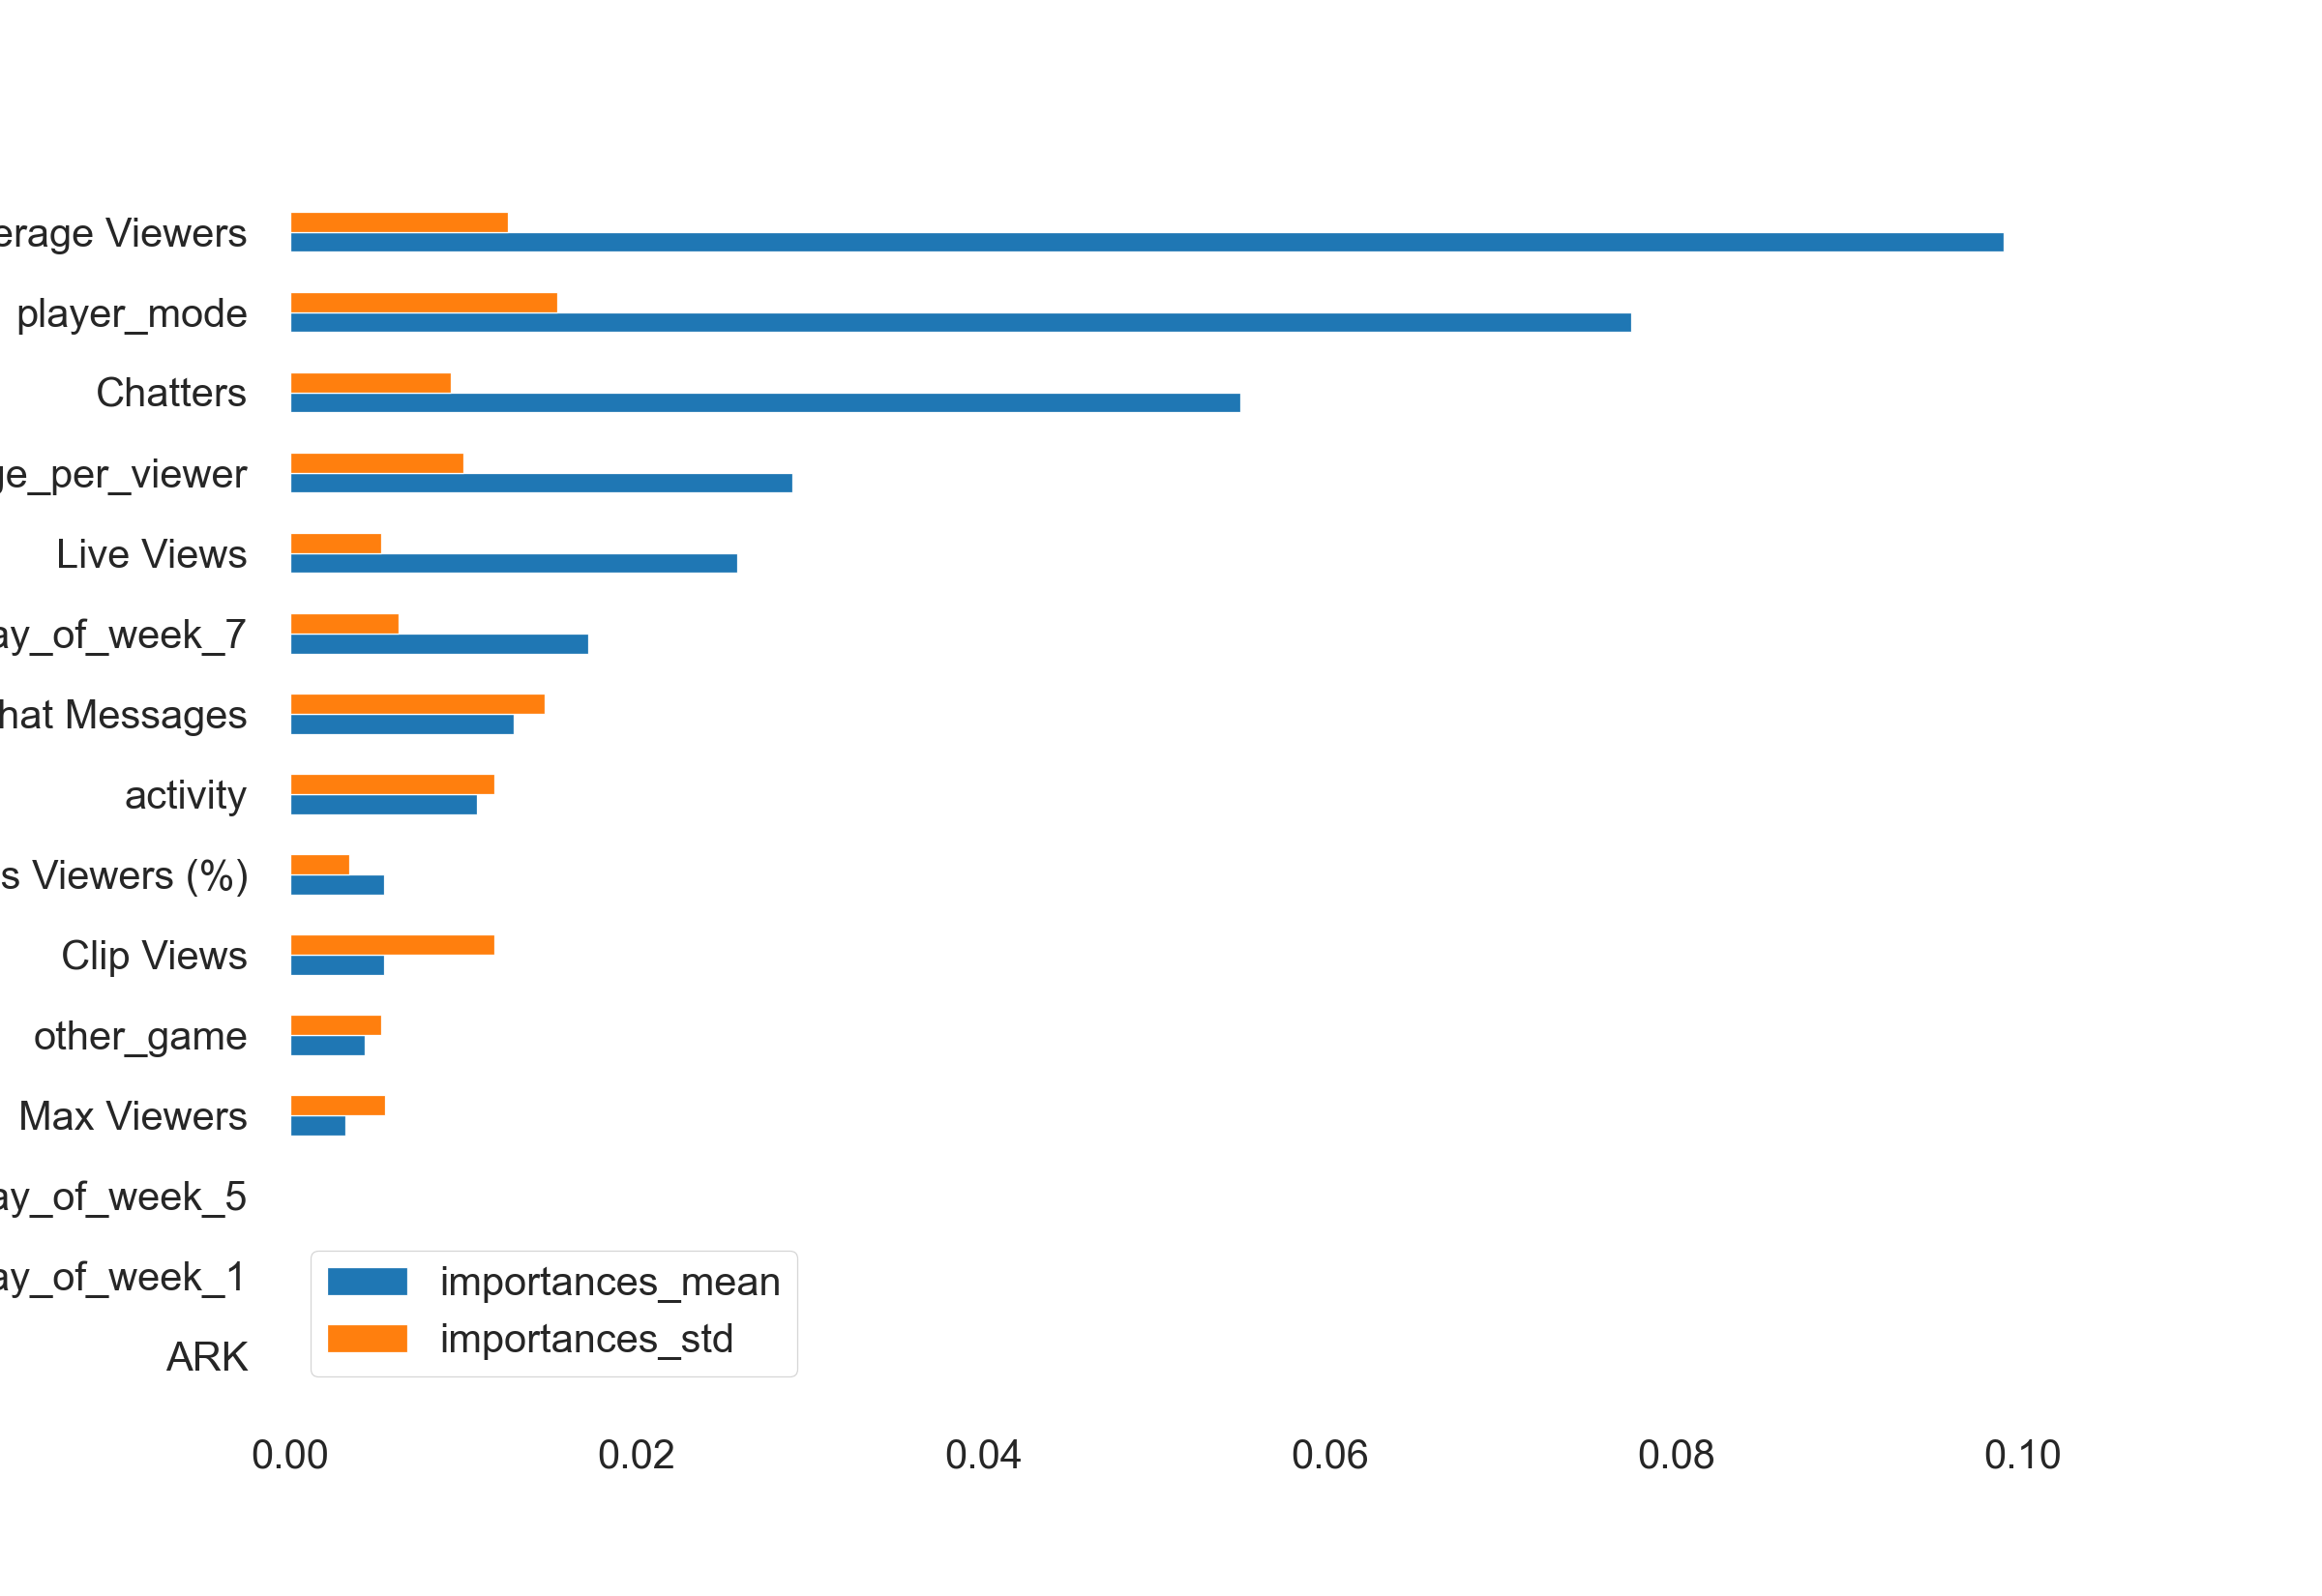 erage Viewers
player_mode
Chatters
ge_per_viewer
Live Views
ay_of_week_7
hat Messages
activity
s Viewers (%)
Clip Views
other_game
Max Viewers
ay_of_week_5
ay_of_week_1
ARK
importances_mean
importances_std
0.00 0.02 0.04 0.06 0.08 0.10